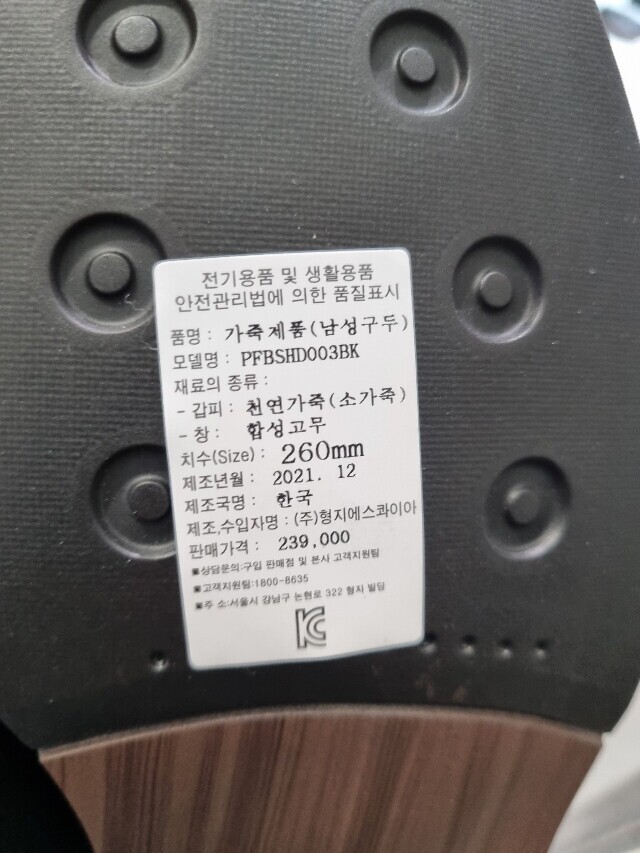 전기용품 및 생활용품
안전관리법에 의한 품질표시
품명 : 가죽제품(남성구두)
모델명 : PFBSHD003BK
재료의 종류 :
- 갑피 : 천연가죽(소가죽)
- 창 : 합성고무
치수(Size) : 260mm
제조년월 : 2021. 12
제조국명 : 한국
제조,수입자명 : (주)형지에스콰이아
판매가격 : 239,000
■상담문의:구입 판매점 및 본사 고객지원팀
■고객지원팀:1800-8635
■주 소:서울시 강남구 논현로 322 형지 빌딩
KC